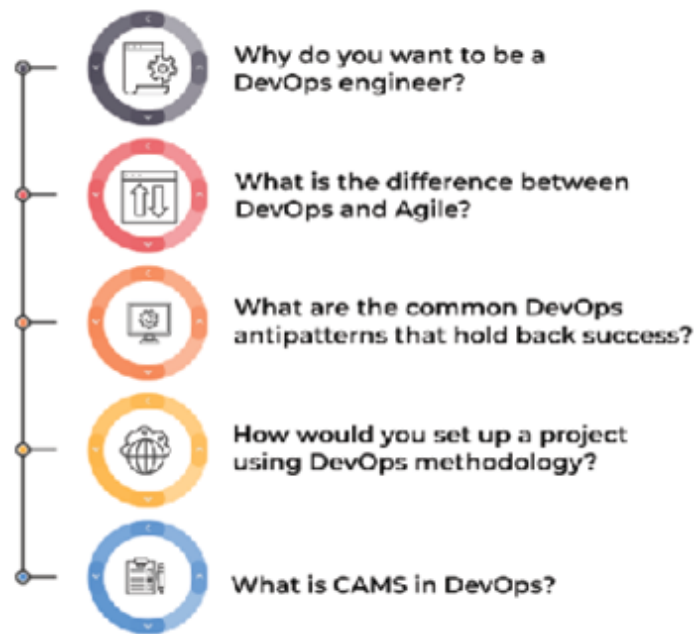 Why do you want to be a
DevOps engineer?
What is the difference between
DevOps and Agile?
What are the common DevOps
antipatterns that hold back success?
How would you set up a project
using DevOps methodology?
What is CAMS in DevOps?